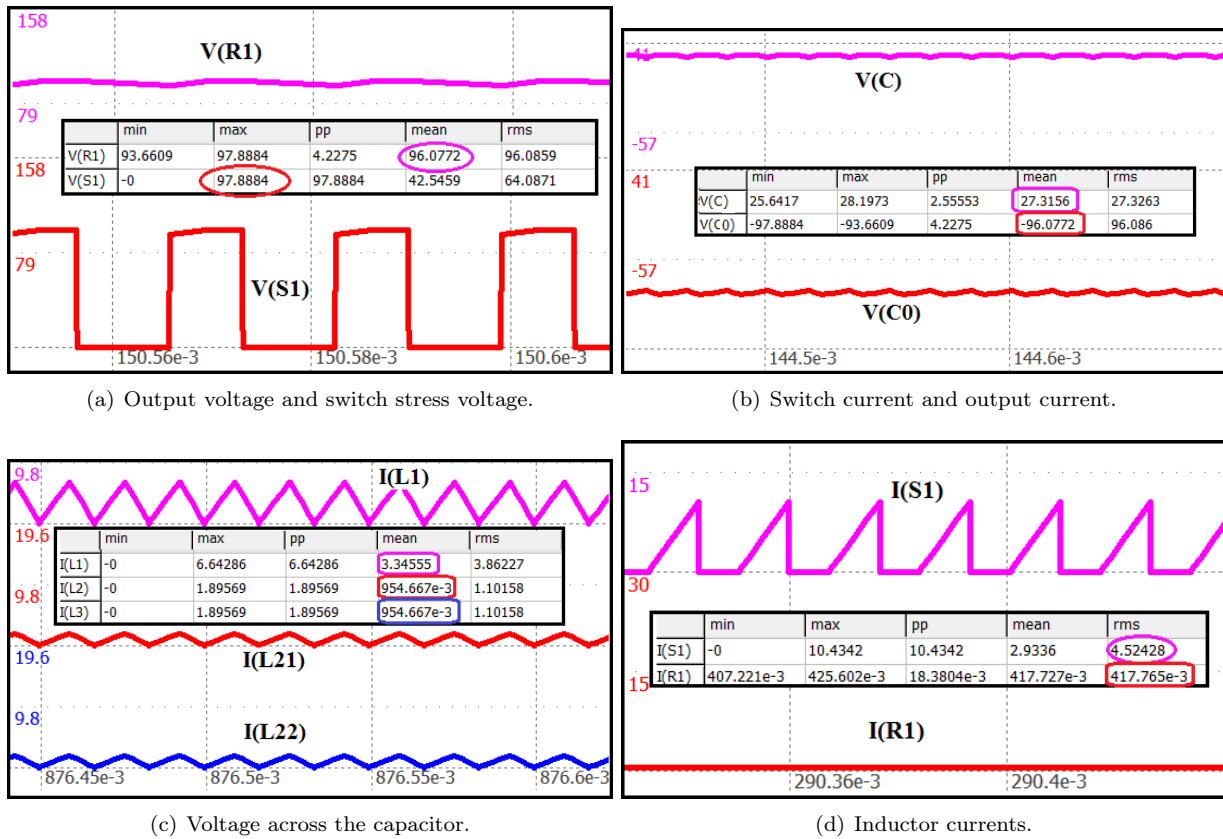 158
V(R1)
79
min max pp mean rms
V(R1) 93.6609 97.8884 4.2275 96.0772 96.0859
V(S1) -0 97.8884 97.8884 42.5459 64.0871
158
79
V(S1)
150.56e-3 150.58e-3 150.6e-3
(a) Output voltage and switch stress voltage.
41
V(C)
-57
41
min max pp mean rms
V(C) 25.6417 28.1973 2.55553 27.3156 27.3263
V(C0) -97.8884 -93.6609 4.2275 -96.0772 96.086
-57
V(C0)
144.5e-3 144.6e-3
(b) Switch current and output current.
9.8
I(L1)
19.6
min max pp mean rms
I(L1) -0 6.64286 6.64286 3.34555 3.86227
I(L2) -0 1.89569 1.89569 954.667e-3 1.10158
I(L3) -0 1.89569 1.89569 954.667e-3 1.10158
9.8
19.6
I(L21)
9.8
I(L22)
876.45e-3 876.5e-3 876.55e-3 876.6e-3
(c) Voltage across the capacitor.
15
I(S1)
30
min max pp mean rms
I(S1) -0 10.4342 10.4342 2.9336 4.52428
I(R1) 407.221e-3 425.602e-3 18.3804e-3 417.727e-3 417.765e-3
15
I(R1)
290.36e-3 290.4e-3
(d) Inductor currents.